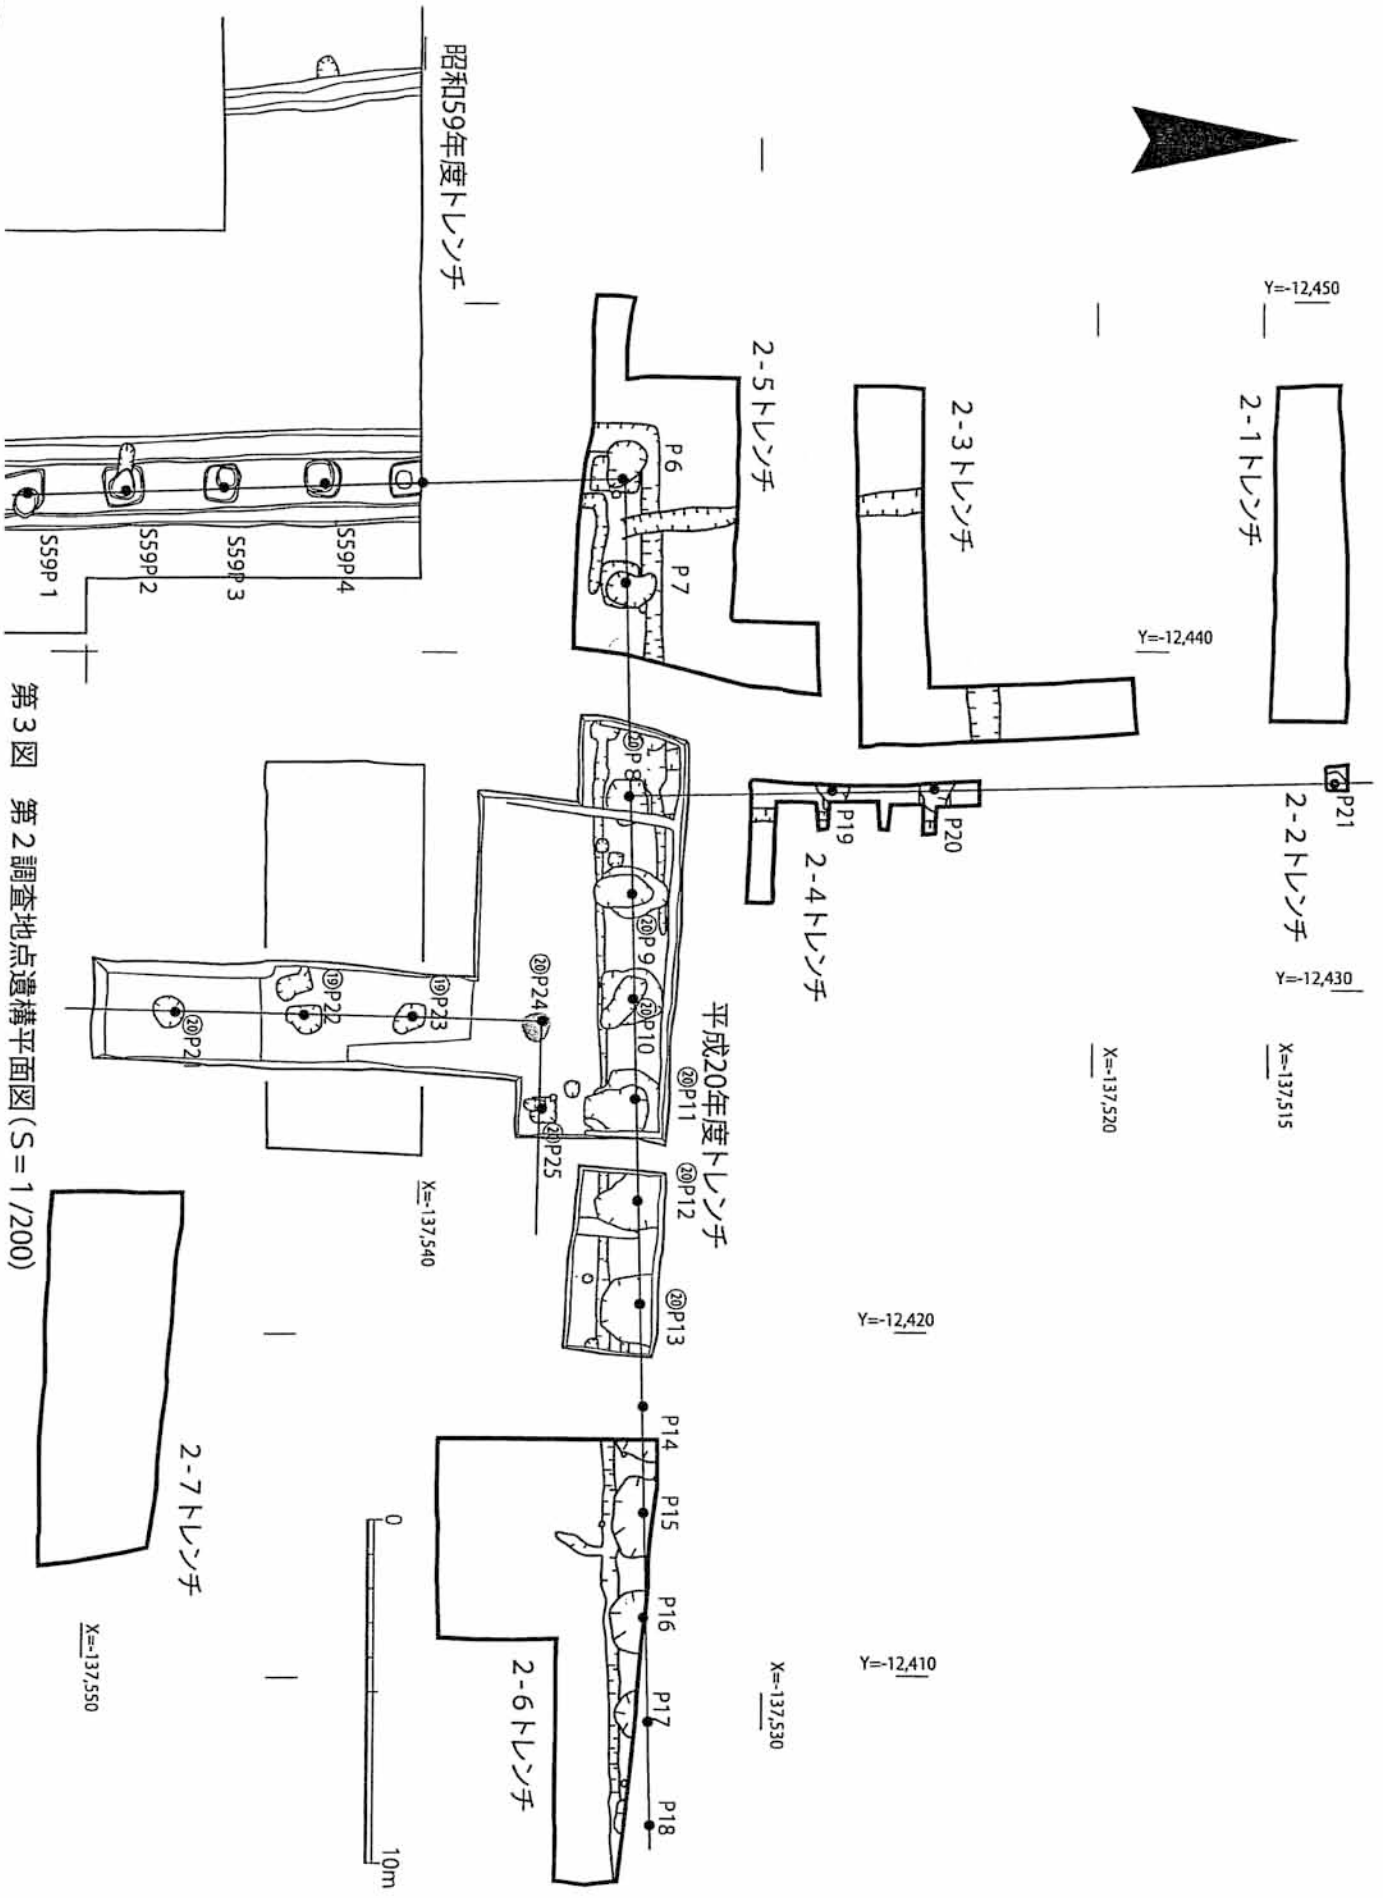 昭和59年度トレンチ
S59P1
S59P2
S59P3
S59P4
2-5トレンチ
P6
P7
2-3トレンチ
2-1トレンチ
Y=-12,450
Y=-12,440
P21
2-2トレンチ
P19
P20
2-4トレンチ
Y=-12,430
⑳P8
⑳P9
⑳P10
平成20年度トレンチ
⑳P11
⑳P12
⑳P13
⑳P24
⑳P25
⑲P23
⑲P22
X=-137,515
X=-137,520
X=-137,540
Y=-12,420
P14
P15
P16
P17
P18
2-6トレンチ
2-7トレンチ
Y=-12,410
X=-137,530
X=-137,550
0
10m
第3図 第2調査地点遺構平面図(S=1/200)